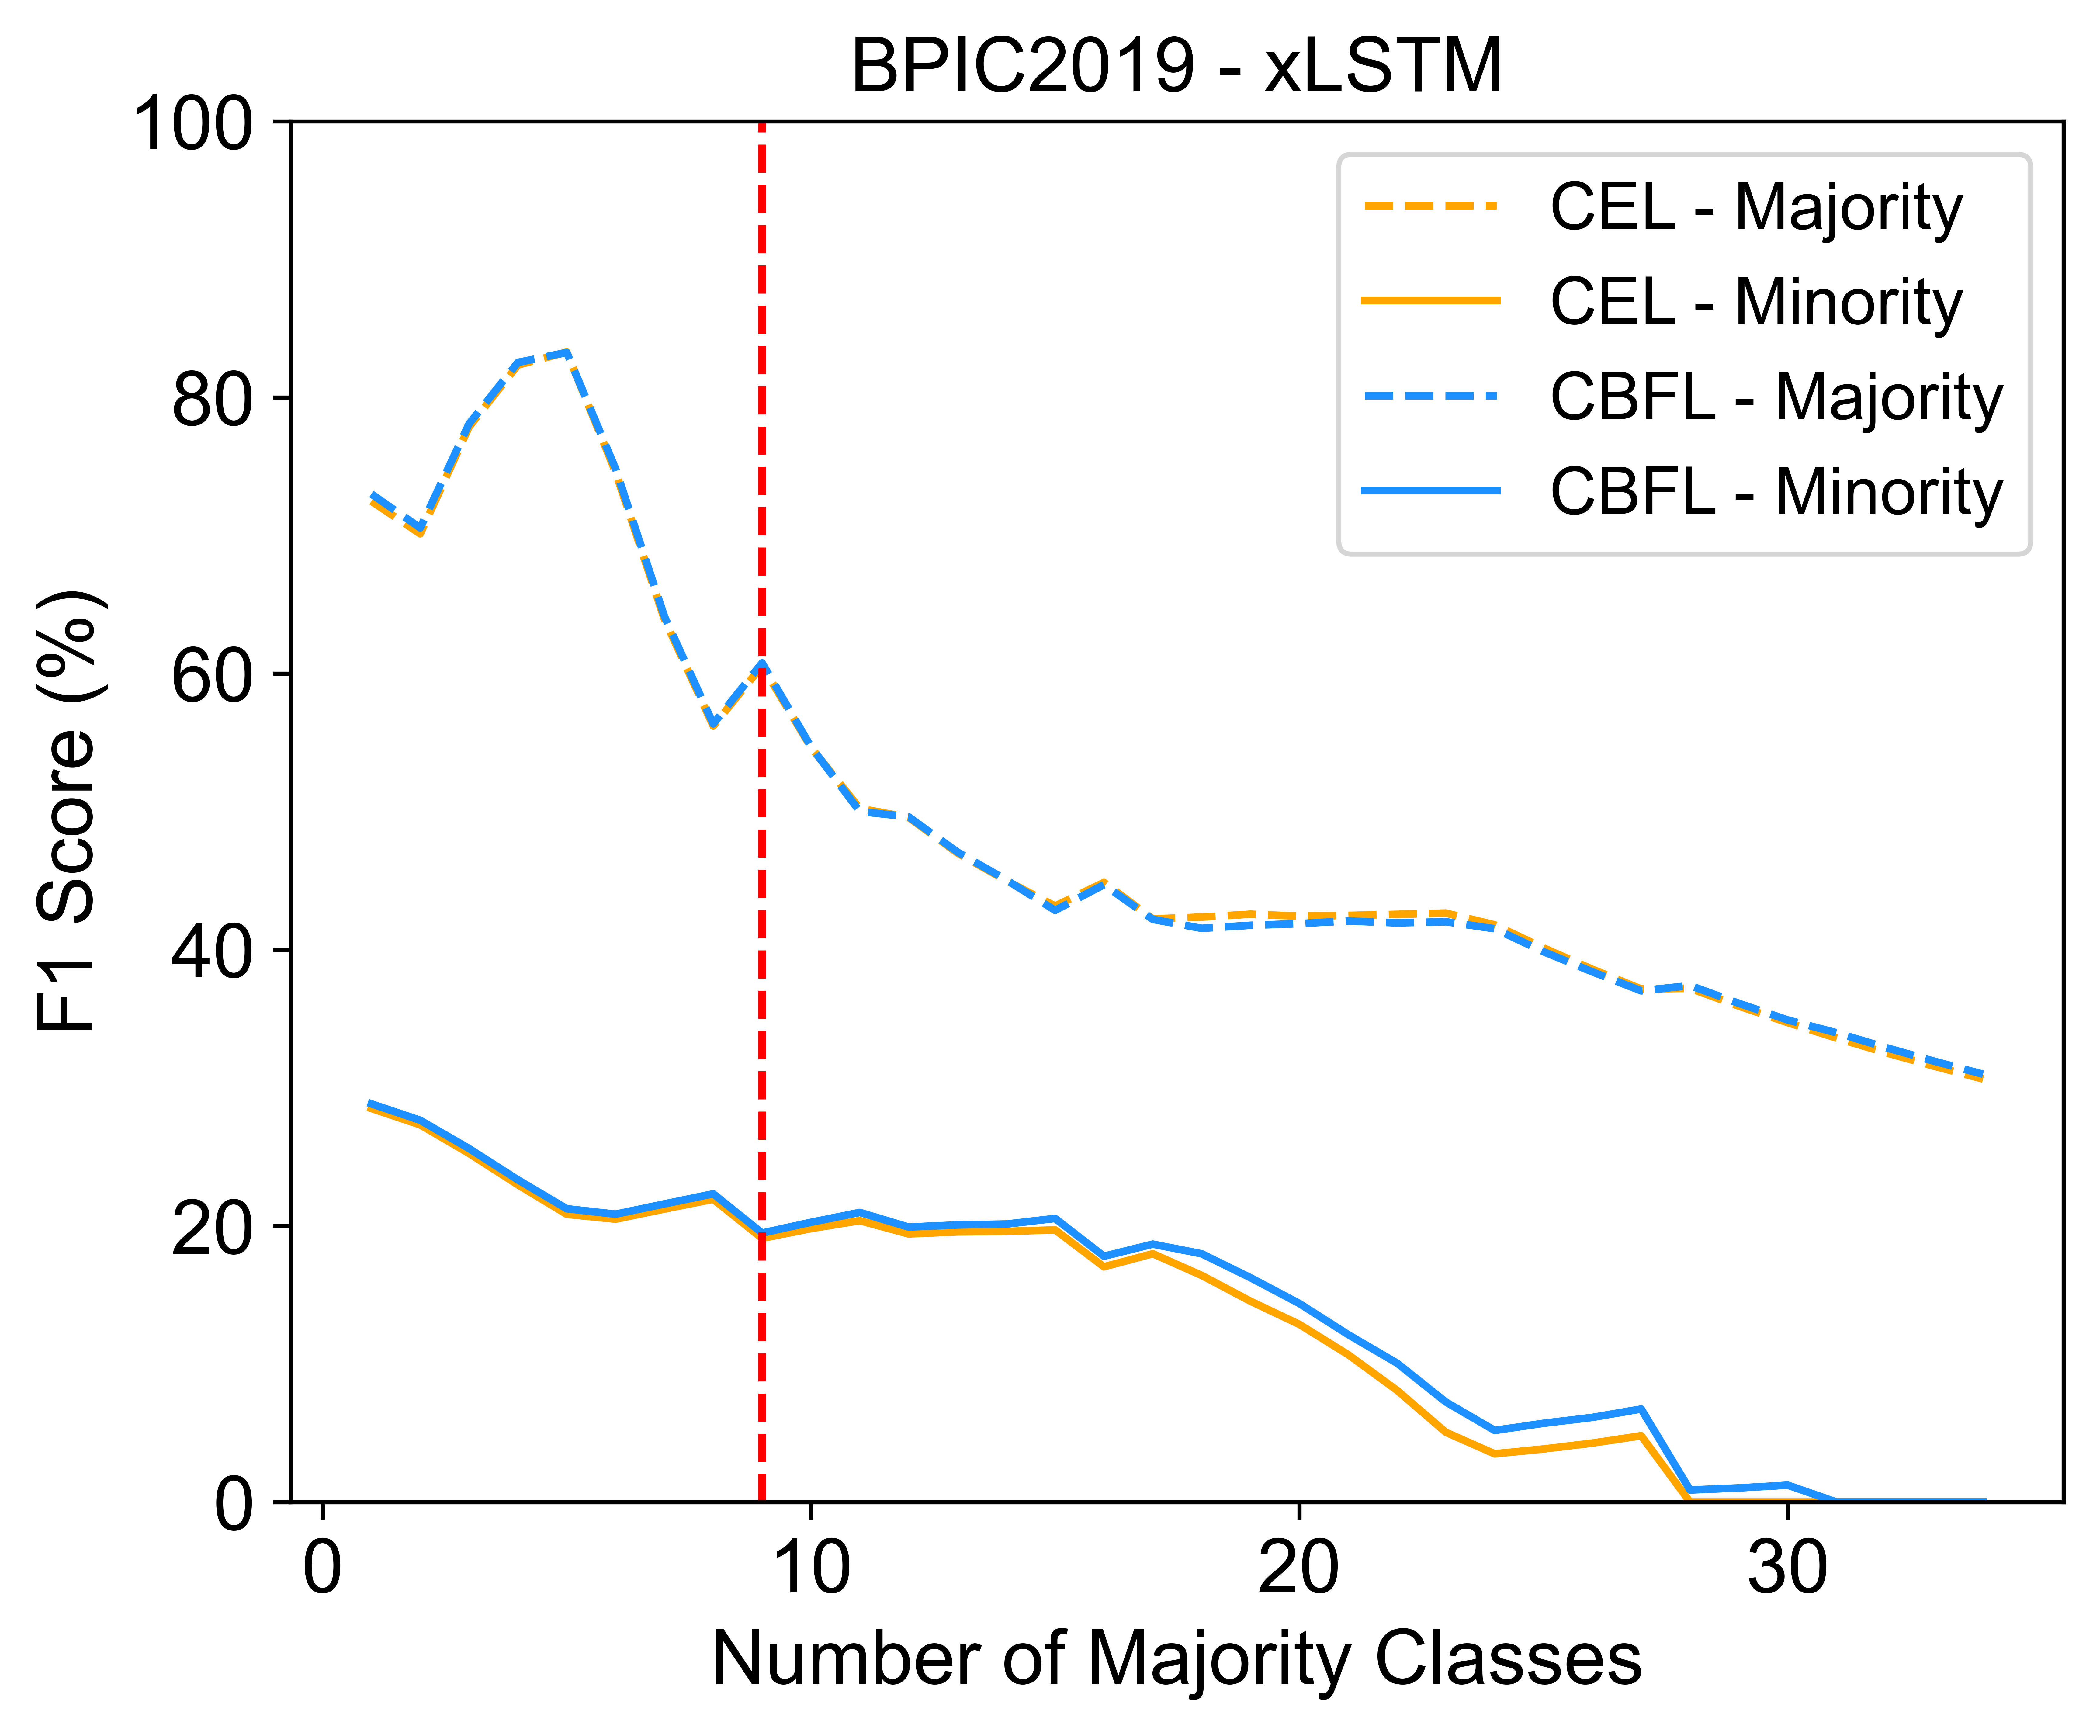 BPIC2019 - xLSTM
100
80
60
40
20
0
F1 Score (%)
CEL - Majority
CEL - Minority
CBFL - Majority
CBFL - Minority
0 10 20 30
Number of Majority Classes